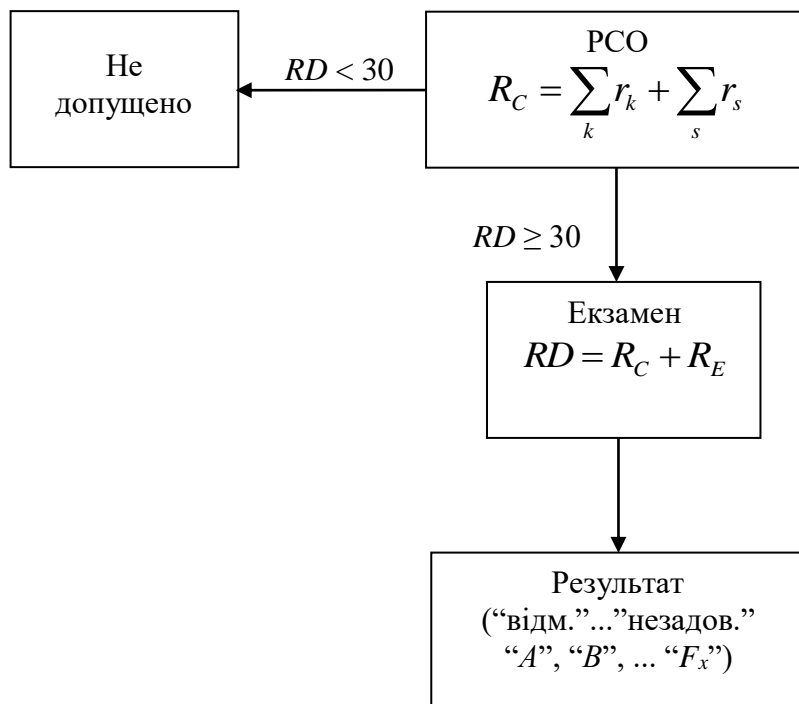 Не
допущено
RD < 30
РСО
R_C = ∑_k r_k + ∑_s r_s
RD ≥ 30
Екзамен
RD = R_C + R_E
Результат
(“відм.”...”незадов.”
“A”, “B”, ... “F_x”)